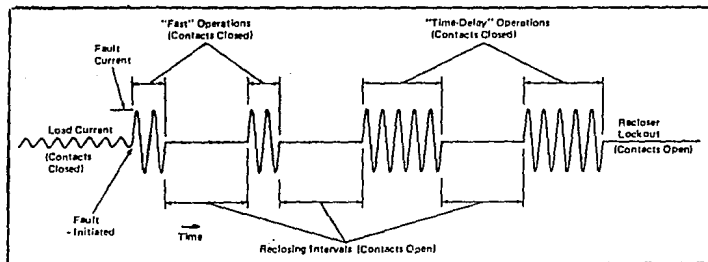 "Fast" Operations
(Contacts Closed)
"Time-Delay" Operations
(Contacts Closed)
Fault
Current
Load Current
(Contacts
Closed)
Fault
-Initiated
Time
Reclosing Intervals (Contacts Open)
Recloser
Lockout
(Contacts Open)